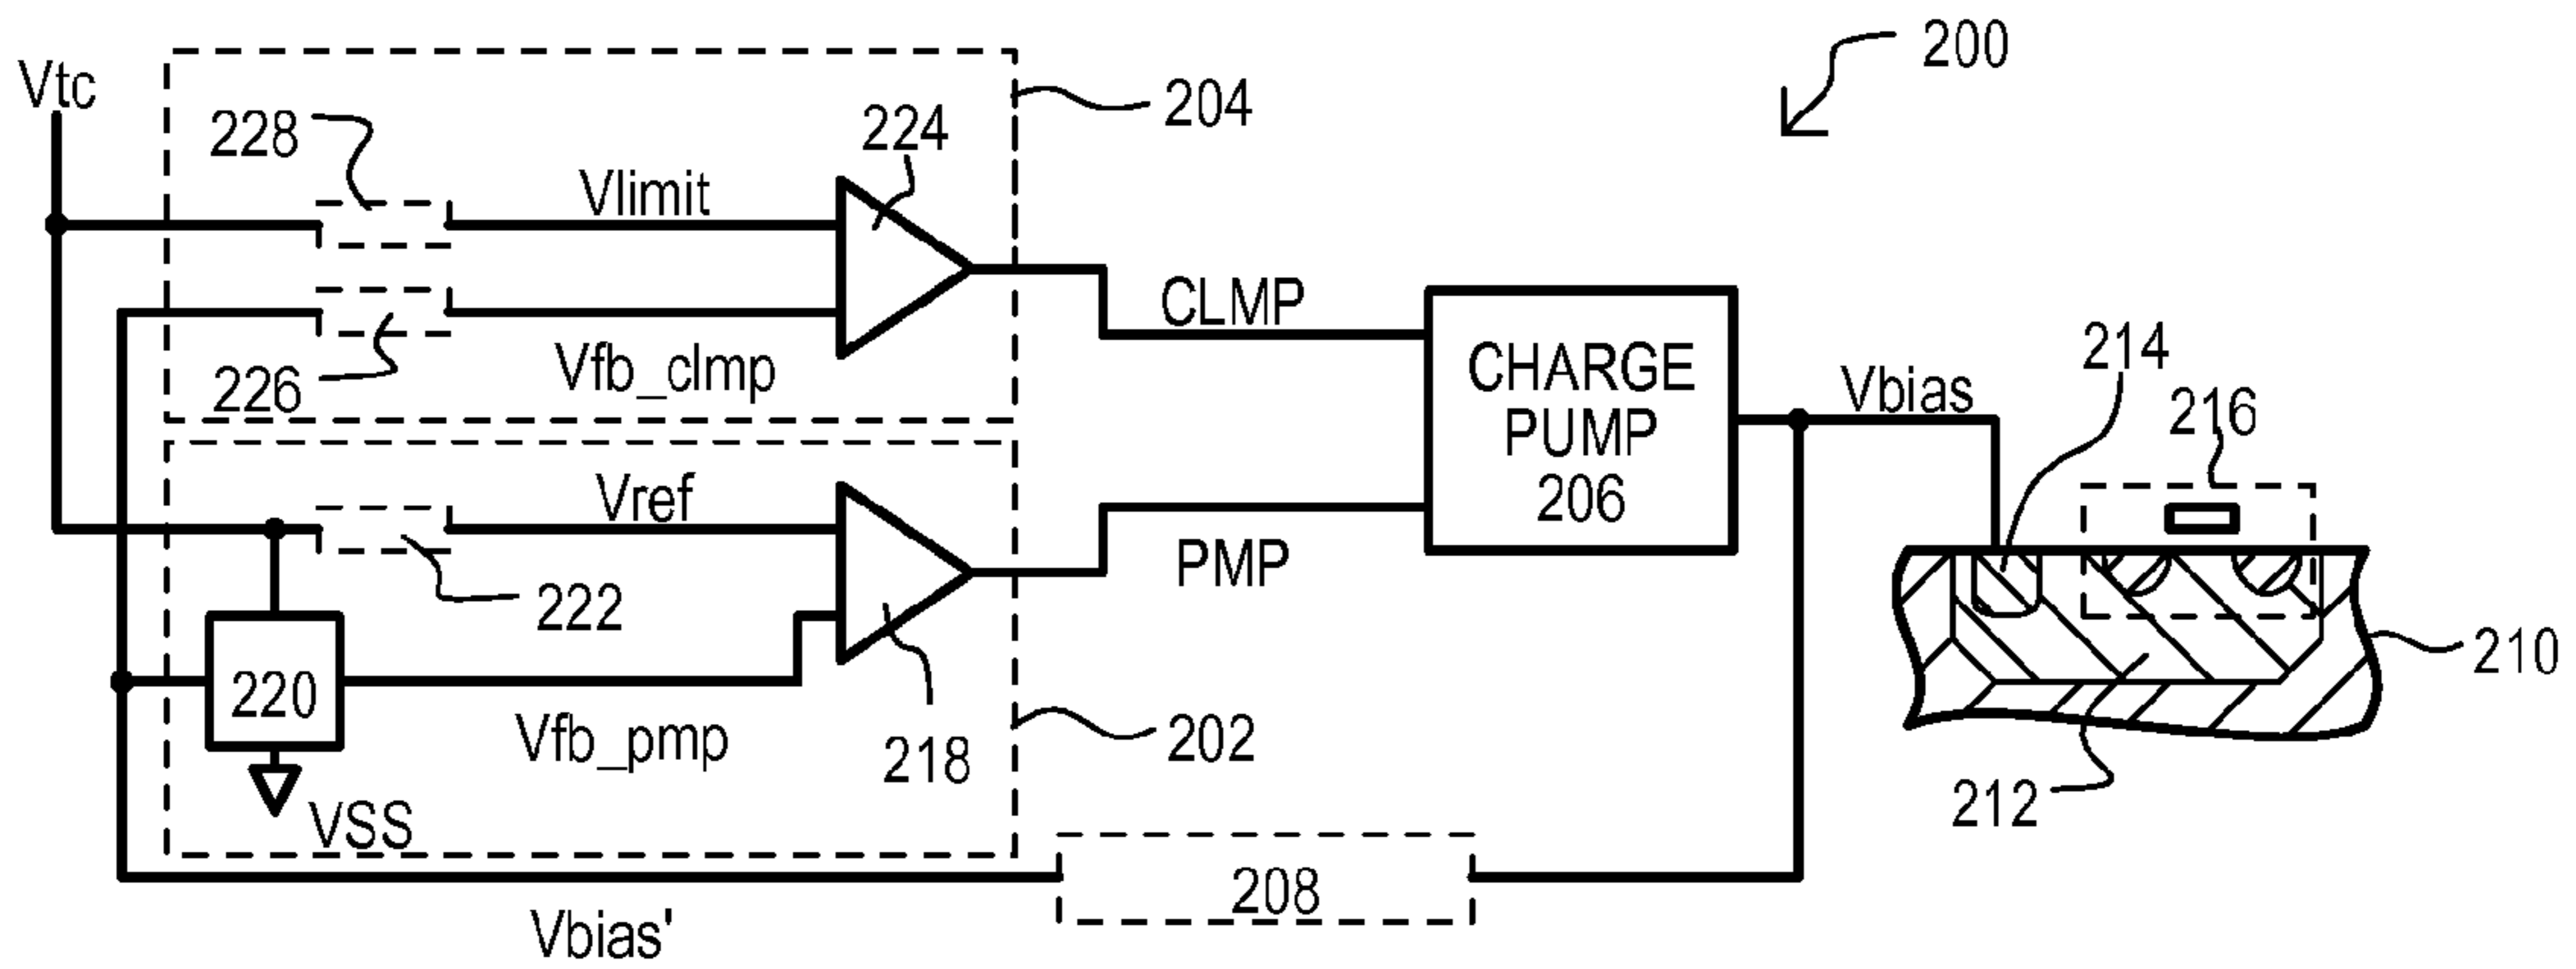 200
Vtc
204
228
224
Vlimit
CLMP
226
Vfb_clmp
CHARGE
PUMP
206
Vbias
214
216
Vref
PMP
222
220
Vfb_pmp
218
202
210
212
VSS
208
Vbias'